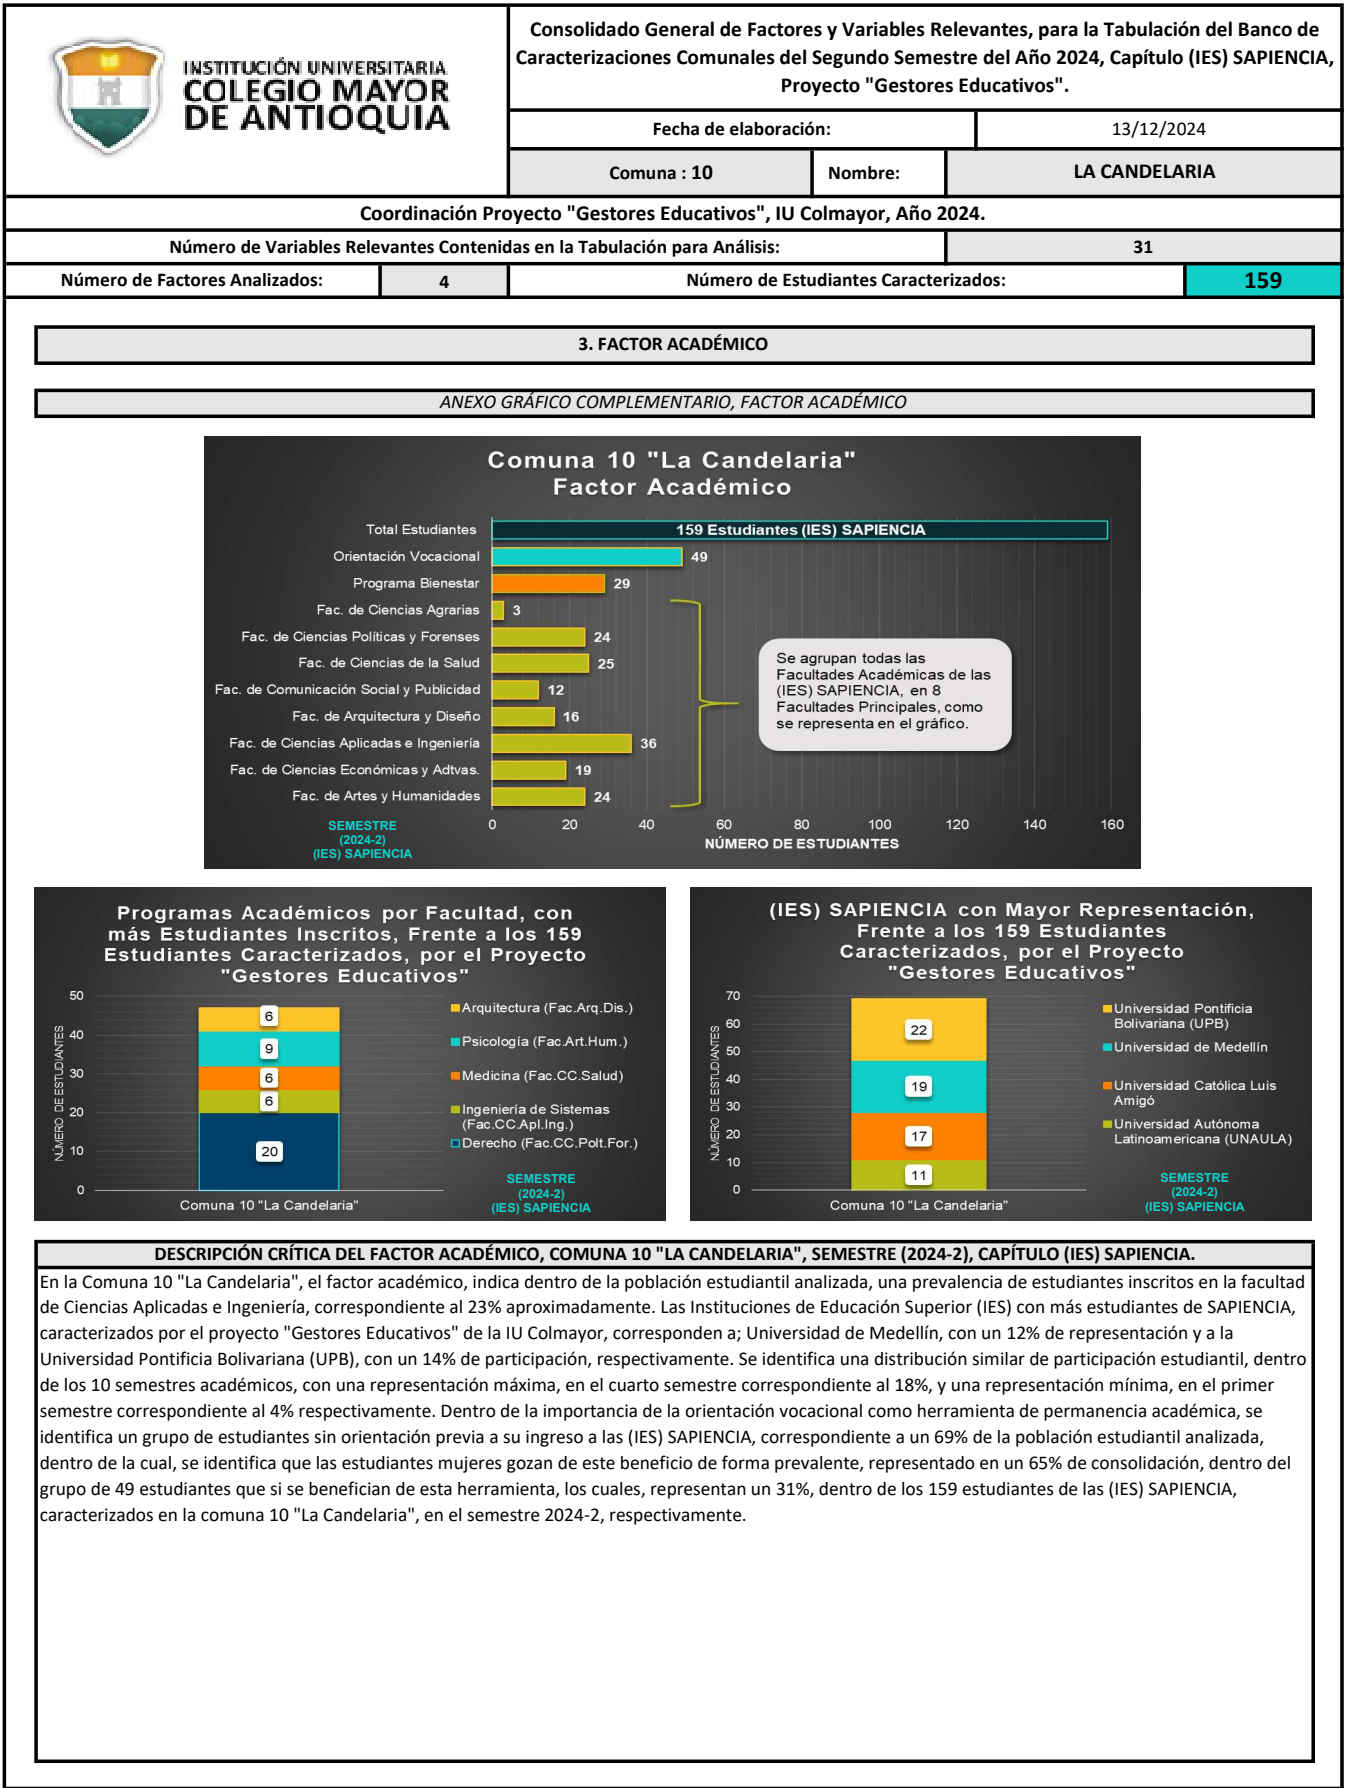 INSTITUCIÓN UNIVERSITARIA
COLEGIO MAYOR
DE ANTIOQUIA
Consolidado General de Factores y Variables Relevantes, para la Tabulación del Banco de
Caracterizaciones Comunales del Segundo Semestre del Año 2024, Capítulo (IES) SAPIENCIA,
Proyecto "Gestores Educativos".
Fecha de elaboración: 13/12/2024
Comuna : 10 Nombre: LA CANDELARIA
Coordinación Proyecto "Gestores Educativos", IU Colmayor, Año 2024.
Número de Variables Relevantes Contenidas en la Tabulación para Análisis: 31
Número de Factores Analizados: 4 Número de Estudiantes Caracterizados: 159
3. FACTOR ACADÉMICO
ANEXO GRÁFICO COMPLEMENTARIO, FACTOR ACADÉMICO
Comuna 10 "La Candelaria"
Factor Académico
Total Estudiantes 159 Estudiantes (IES) SAPIENCIA
Orientación Vocacional 49
Programa Bienestar 29
Fac. de Ciencias Agrarias 3
Fac. de Ciencias Políticas y Forenses 24
Fac. de Ciencias de la Salud 25
Fac. de Comunicación Social y Publicidad 12
Fac. de Arquitectura y Diseño 16
Fac. de Ciencias Aplicadas e Ingeniería 36
Fac. de Ciencias Económicas y Adtvas. 19
Fac. de Artes y Humanidades 24
Se agrupan todas las
Facultades Académicas de las
(IES) SAPIENCIA, en 8
Facultades Principales, como
se representa en el gráfico.
0 20 40 60 80 100 120 140 160
NÚMERO DE ESTUDIANTES
SEMESTRE
(2024-2)
(IES) SAPIENCIA
Programas Académicos por Facultad, con
más Estudiantes Inscritos, Frente a los 159
Estudiantes Caracterizados, por el Proyecto
"Gestores Educativos"
NÚMERO DE ESTUDIANTES
50
40
30
20
10
0
6
9
6
6
20
Comuna 10 "La Candelaria"
Arquitectura (Fac.Arq.Dis.)
Psicología (Fac.Art.Hum.)
Medicina (Fac.CC.Salud)
Ingeniería de Sistemas
(Fac.CC.Apl.Ing.)
Derecho (Fac.CC.Polt.For.)
SEMESTRE
(2024-2)
(IES) SAPIENCIA
(IES) SAPIENCIA con Mayor Representación,
Frente a los 159 Estudiantes
Caracterizados, por el Proyecto
"Gestores Educativos"
NÚMERO DE ESTUDIANTES
70
60
50
40
30
20
10
0
22
19
17
11
Comuna 10 "La Candelaria"
Universidad Pontificia
Bolivariana (UPB)
Universidad de Medellín
Universidad Católica Luis
Amigó
Universidad Autónoma
Latinoamericana (UNAULA)
SEMESTRE
(2024-2)
(IES) SAPIENCIA
DESCRIPCIÓN CRÍTICA DEL FACTOR ACADÉMICO, COMUNA 10 "LA CANDELARIA", SEMESTRE (2024-2), CAPÍTULO (IES) SAPIENCIA.
En la Comuna 10 "La Candelaria", el factor académico, indica dentro de la población estudiantil analizada, una prevalencia de estudiantes inscritos en la facultad
de Ciencias Aplicadas e Ingeniería, correspondiente al 23% aproximadamente. Las Instituciones de Educación Superior (IES) con más estudiantes de SAPIENCIA,
caracterizados por el proyecto "Gestores Educativos" de la IU Colmayor, corresponden a; Universidad de Medellín, con un 12% de representación y a la
Universidad Pontificia Bolivariana (UPB), con un 14% de participación, respectivamente. Se identifica una distribución similar de participación estudiantil, dentro
de los 10 semestres académicos, con una representación máxima, en el cuarto semestre correspondiente al 18%, y una representación mínima, en el primer
semestre correspondiente al 4% respectivamente. Dentro de la importancia de la orientación vocacional como herramienta de permanencia académica, se
identifica un grupo de estudiantes sin orientación previa a su ingreso a las (IES) SAPIENCIA, correspondiente a un 69% de la población estudiantil analizada,
dentro de la cual, se identifica que las estudiantes mujeres gozan de este beneficio de forma prevalente, representado en un 65% de consolidación, dentro del
grupo de 49 estudiantes que si se benefician de esta herramienta, los cuales, representan un 31%, dentro de los 159 estudiantes de las (IES) SAPIENCIA,
caracterizados en la comuna 10 "La Candelaria", en el semestre 2024-2, respectivamente.